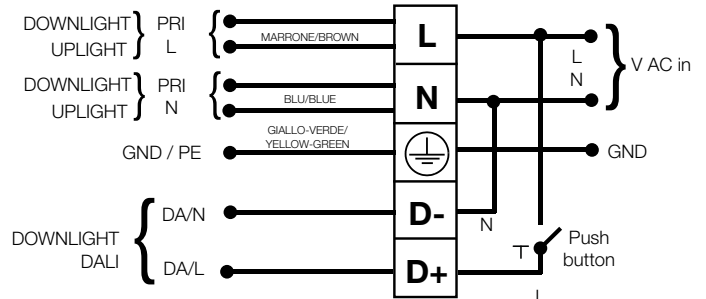 DOWNLIGHT } PRI {
UPLIGHT L
MARRONE/BROWN
L
L
N
} V AC in
DOWNLIGHT } PRI {
UPLIGHT N
BLU/BLUE
N
GIALLO-VERDE/
YELLOW-GREEN
GND / PE
GND
DA/N
D-
N
DOWNLIGHT
DALI
{
DA/L
D+
Push
button
L